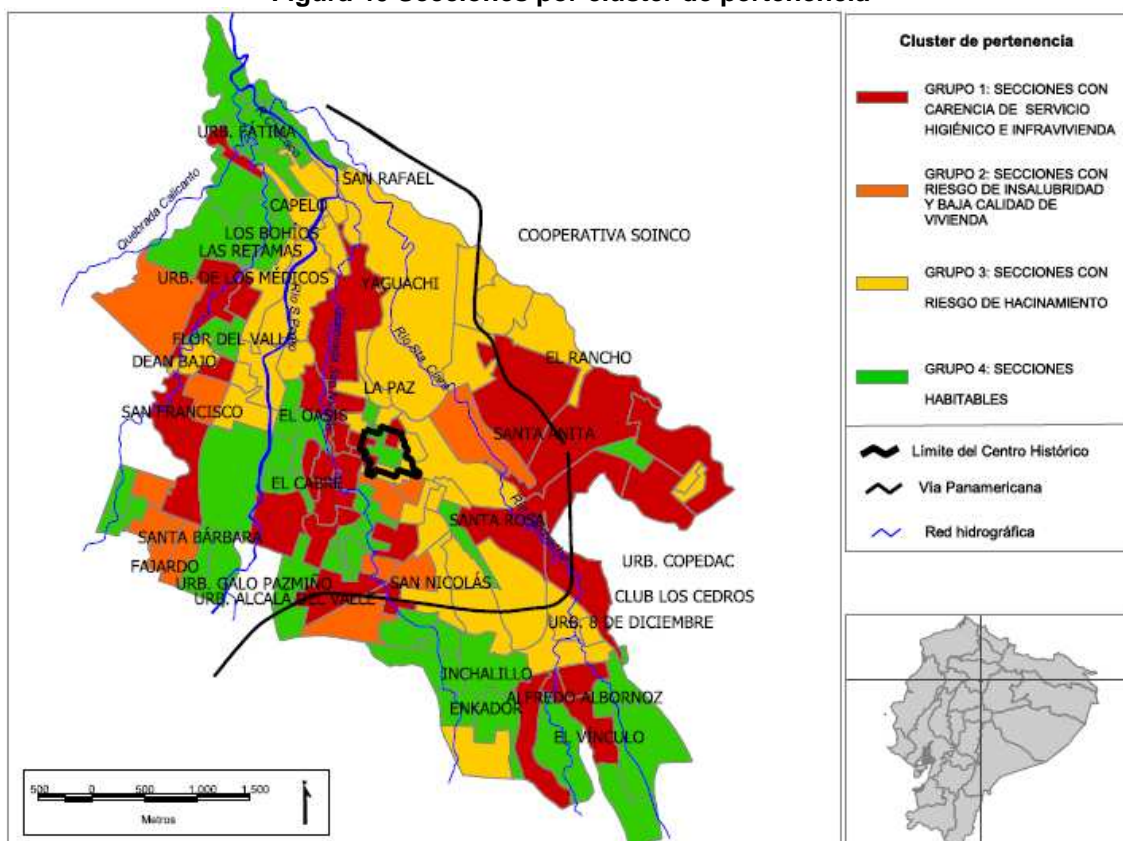 Figura 40 Secciones por cluster de pertenencia
URB. FÁTIMA
SAN RAFAEL
Quebrada Calicanto
CAPELO
COOPERATIVA SOINCO
LOS BOHÍOS
LAS RETAMAS
URB. DE LOS MÉDICOS
YAGUACHI
Río S. Pedro
FLOR DEL VALLE
Río Sta. Clara
DEAN BAJO
EL RANCHO
LA PAZ
SAN FRANCISCO
EL OASIS
SANTA ANITA
EL CABRE
SANTA ROSA
SANTA BÁRBARA
URB. COPEDAC
FAJARDO
URB. GALO PAZMIÑO
SAN NICOLÁS
URB. ALCALA DEL VALLE
CLUB LOS CEDROS
URB. 8 DE DICIEMBRE
INCHALILLO
ALFREDO ALBORNOZ
ENKADOR
EL VÍNCULO
500 0 500 1.000 1.500
Metros
Cluster de pertenencia
GRUPO 1: SECCIONES CON
CARENCIA DE SERVICIO
HIGIÉNICO E INFRAVIVIENDA
GRUPO 2: SECCIONES CON
RIESGO DE INSALUBRIDAD
Y BAJA CALIDAD DE
VIVIENDA
GRUPO 3: SECCIONES CON
RIESGO DE HACINAMIENTO
GRUPO 4: SECCIONES
HABITABLES
Límite del Centro Histórico
Via Panamericana
Red hidrográfica